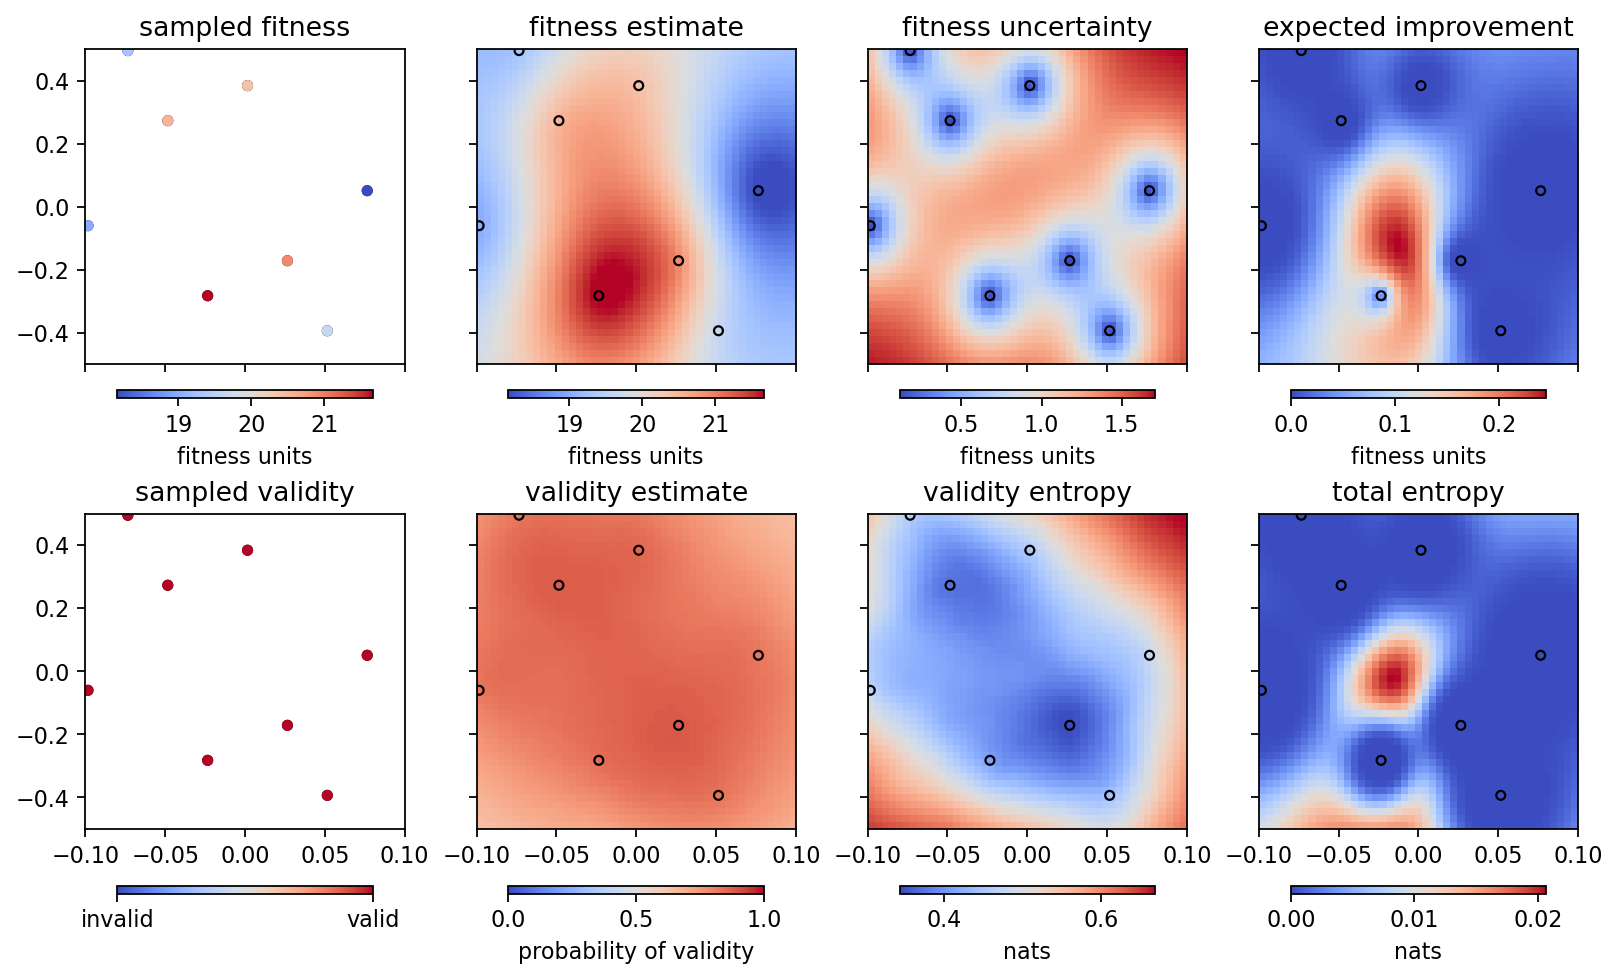 sampled fitness fitness estimate fitness uncertainty expected improvement
0.4
0.2
0.0
−0.2
−0.4
19 20 21 19 20 21 0.5 1.0 1.5 0.0 0.1 0.2
fitness units fitness units fitness units fitness units
sampled validity validity estimate validity entropy total entropy
0.4
0.2
0.0
−0.2
−0.4
−0.10 −0.05 0.00 0.05 0.10 −0.10 −0.05 0.00 0.05 0.10 −0.10 −0.05 0.00 0.05 0.10 −0.10 −0.05 0.00 0.05 0.10
invalid valid 0.0 0.5 1.0 0.4 0.6 0.00 0.01 0.02
probability of validity nats nats